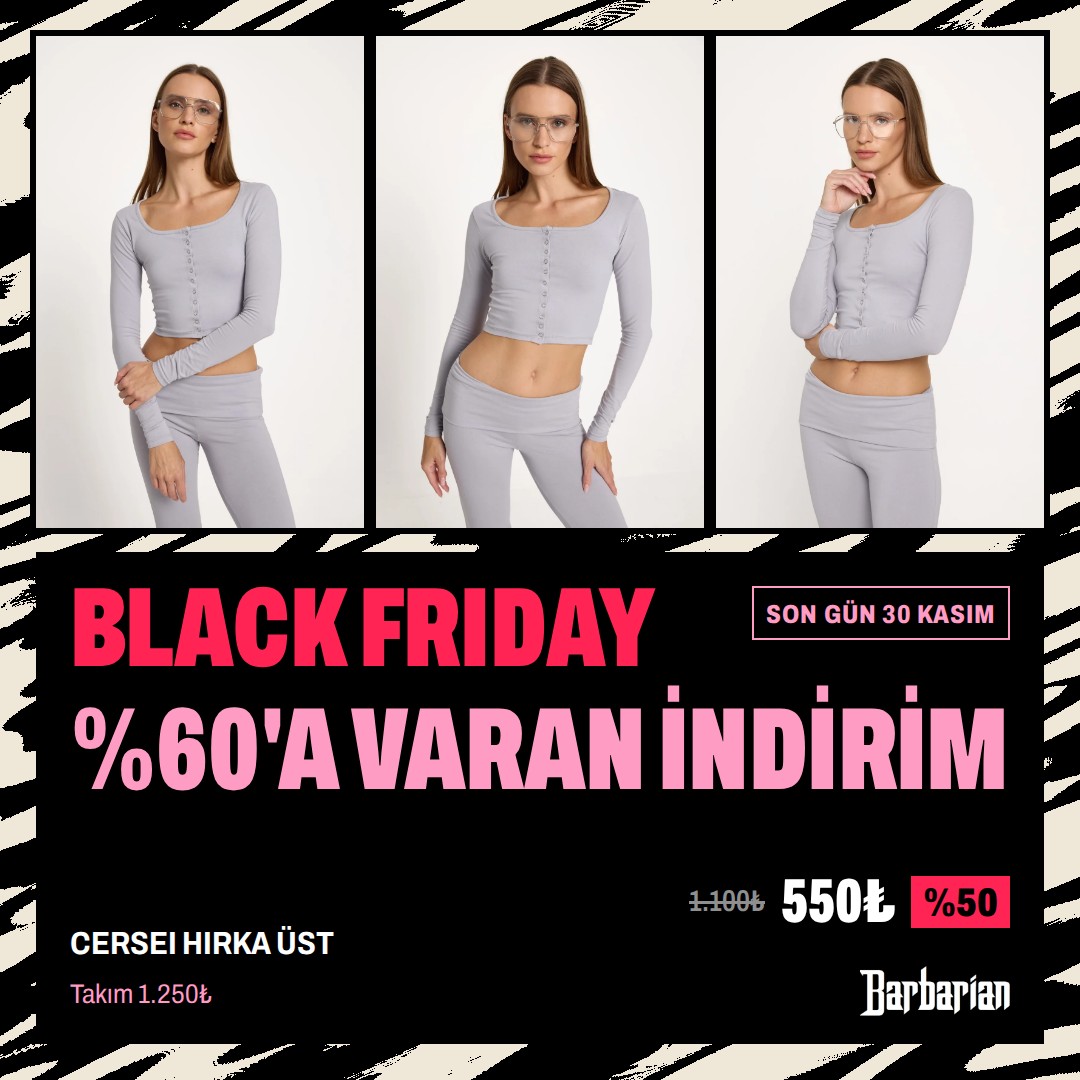 BLACK FRIDAY
SON GÜN 30 KASIM
%60'A VARAN İNDİRİM
1.100₺ 550₺ %50
CERSEI HIRKA ÜST
Takım 1.250₺
Barbarian